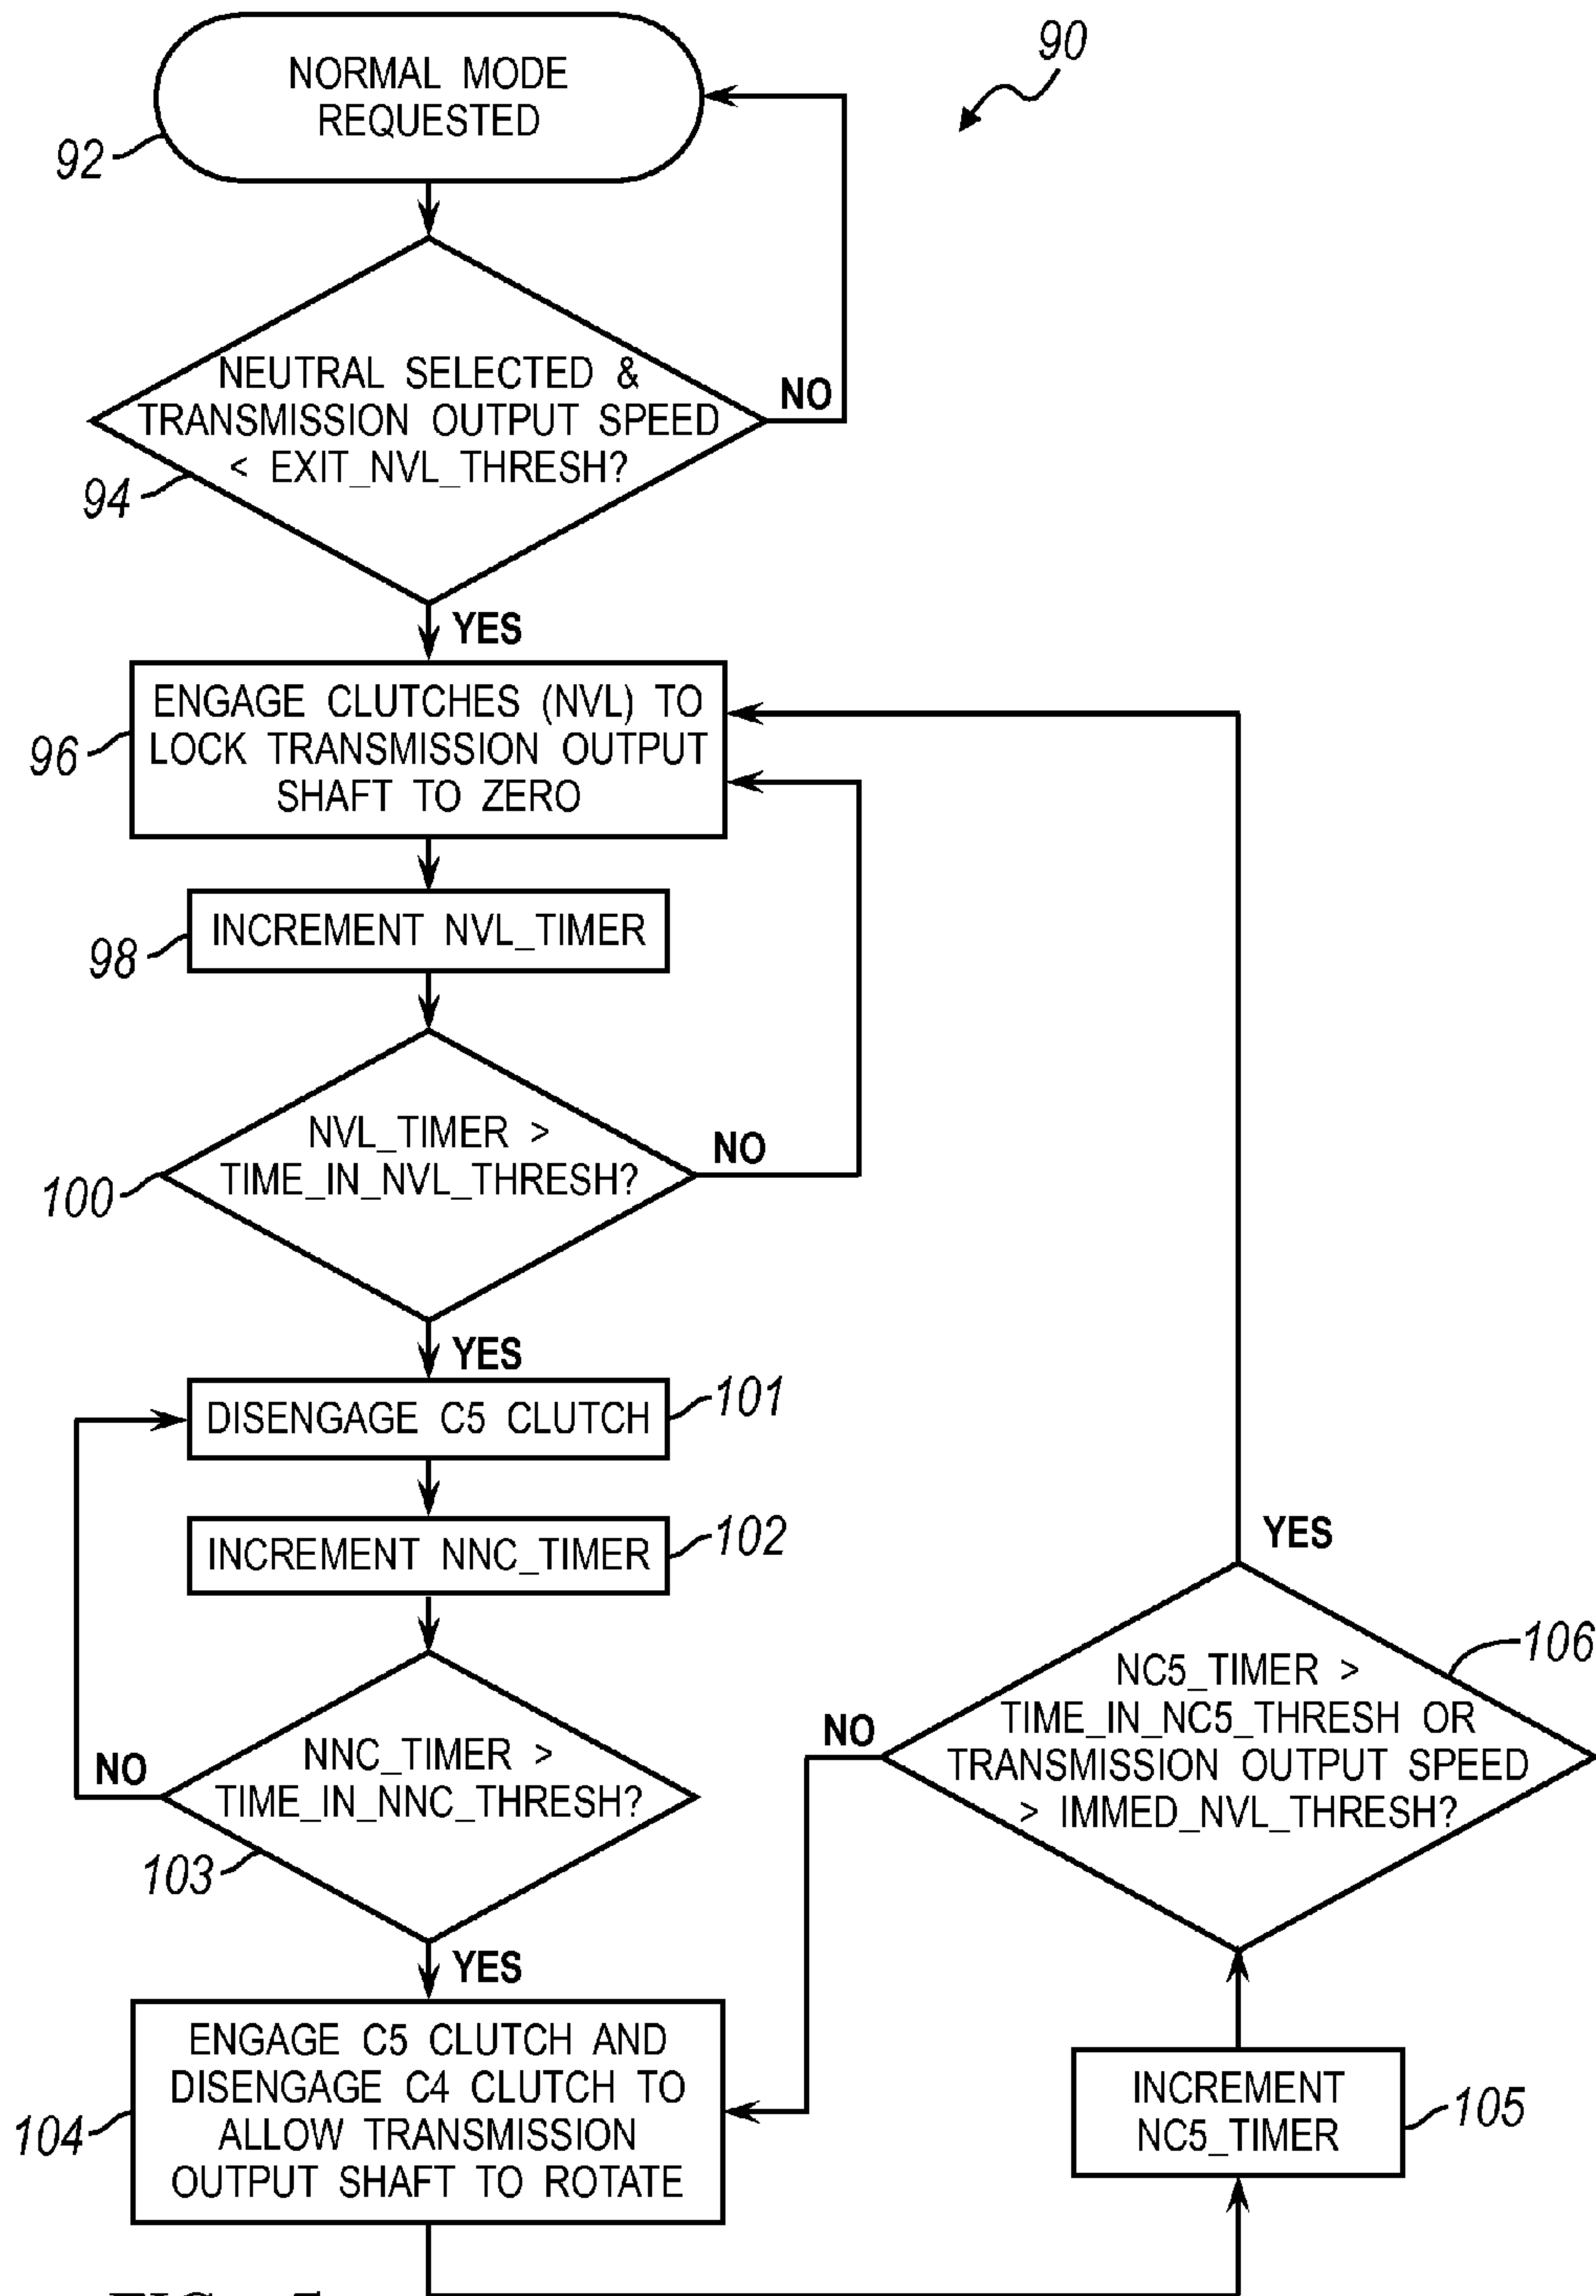 90
NORMAL MODE
REQUESTED
92
NEUTRAL SELECTED &
TRANSMISSION OUTPUT SPEED
< EXIT_NVL_THRESH?
NO
94
YES
ENGAGE CLUTCHES (NVL) TO
LOCK TRANSMISSION OUTPUT
SHAFT TO ZERO
96
INCREMENT NVL_TIMER
98
NVL_TIMER >
TIME_IN_NVL_THRESH?
NO
100
YES
DISENGAGE C5 CLUTCH
101
INCREMENT NNC_TIMER
102
NNC_TIMER >
TIME_IN_NNC_THRESH?
NO
103
YES
ENGAGE C5 CLUTCH AND
DISENGAGE C4 CLUTCH TO
ALLOW TRANSMISSION
OUTPUT SHAFT TO ROTATE
104
INCREMENT
NC5_TIMER
105
NC5_TIMER >
TIME_IN_NC5_THRESH OR
TRANSMISSION OUTPUT SPEED
> IMMED_NVL_THRESH?
106
NO
YES